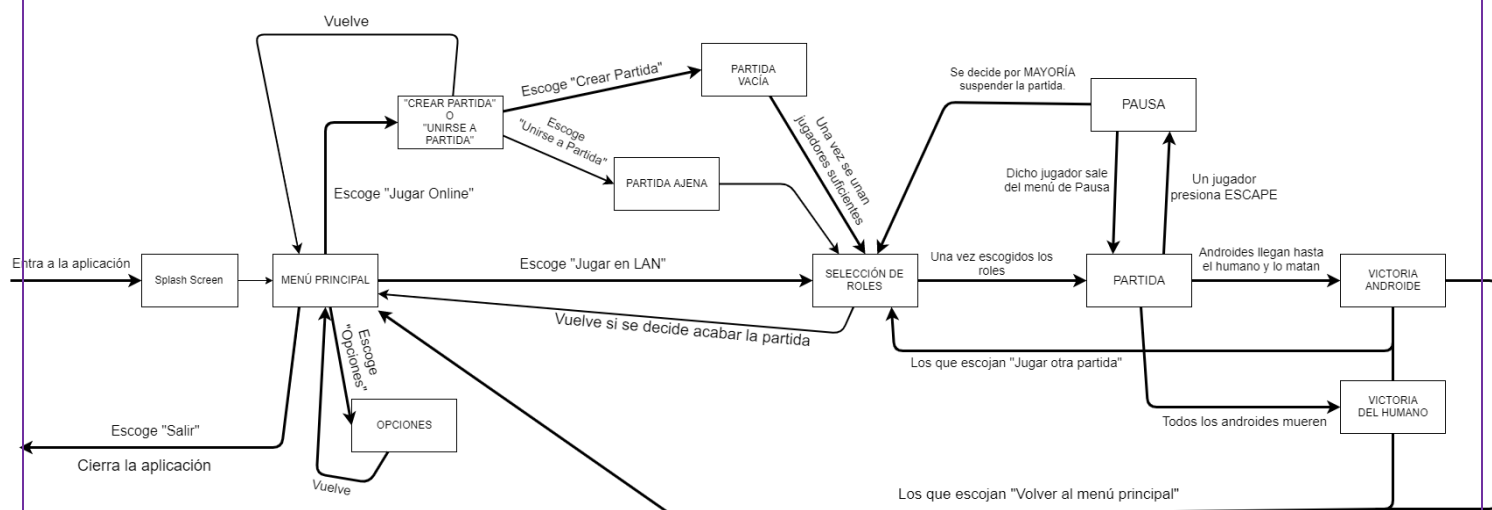 Vuelve
Escoge "Crear Partida"
PARTIDA
VACÍA
Se decide por MAYORÍA
suspender la partida.
PAUSA
"CREAR PARTIDA"
O
"UNIRSE A
PARTIDA"
Escoge
"Unirse a Partida"
Una vez se unan
jugadores suficientes
PARTIDA AJENA
Dicho jugador sale
del menú de Pausa
Un jugador
presiona ESCAPE
Escoge "Jugar Online"
Entra a la aplicación
Splash Screen
MENÚ PRINCIPAL
Escoge "Jugar en LAN"
SELECCIÓN DE
ROLES
Una vez escogidos los
roles
PARTIDA
Androides llegan hasta
el humano y lo matan
VICTORIA
ANDROIDE
Vuelve si se decide acabar la partida
Escoge
"Opciones"
Los que escojan "Jugar otra partida"
OPCIONES
VICTORIA
DEL HUMANO
Todos los androides mueren
Escoge "Salir"
Cierra la aplicación
Vuelve
Los que escojan "Volver al menú principal"